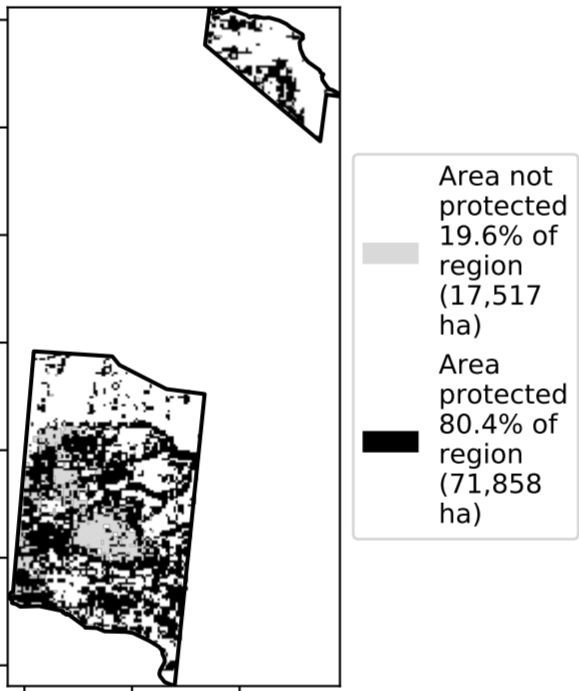 Area not
protected
19.6% of
region
(17,517
ha)
Area
protected
80.4% of
region
(71,858
ha)